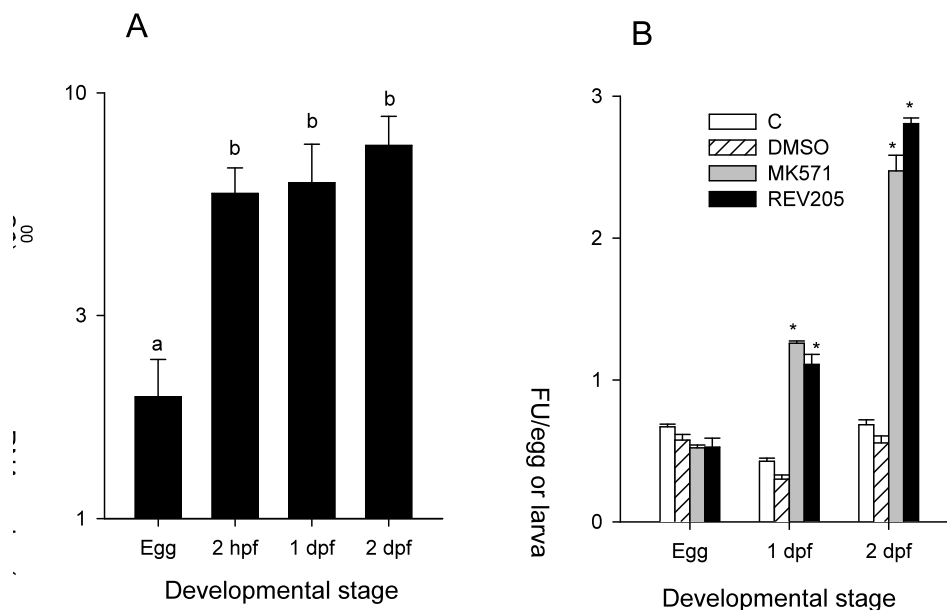 A
10
3
1
a
b
b
b
Egg
2 hpf
1 dpf
2 dpf
Developmental stage
B
3
2
1
0
FU/egg or larva
C
DMSO
MK571
REV205
*
*
*
*
Egg
1 dpf
2 dpf
Developmental stage